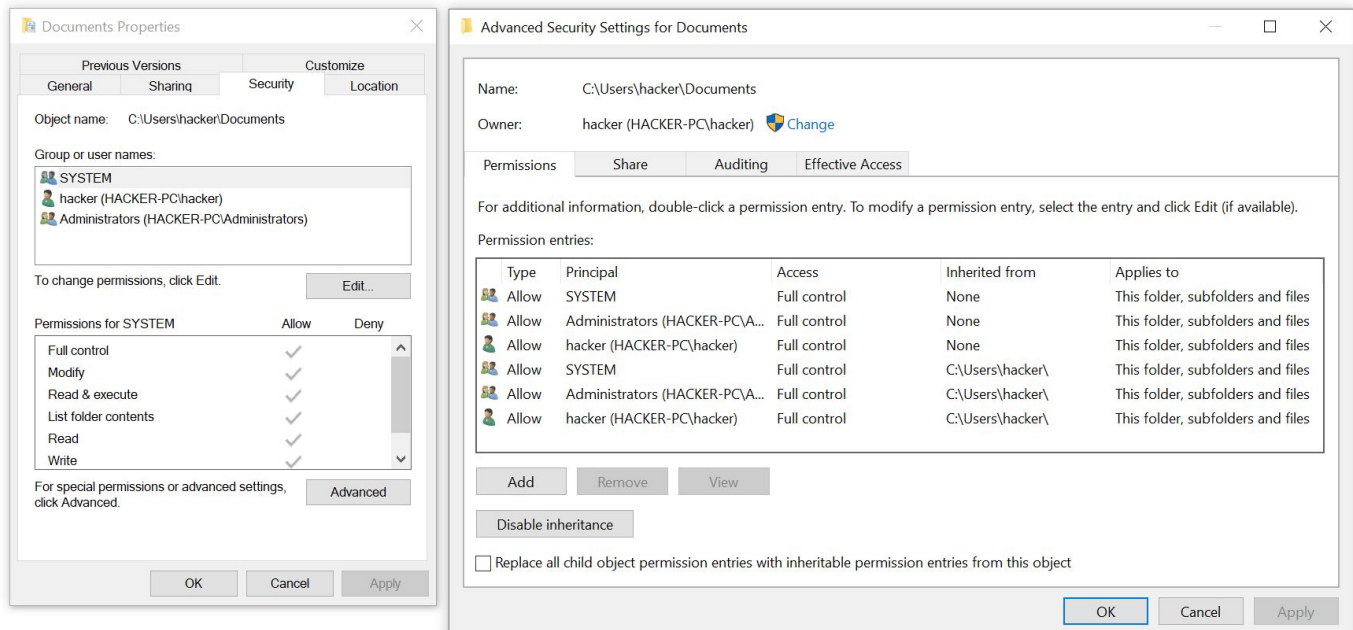 Documents Properties
Previous Versions Customize
General Sharing Security Location
Object name: C:\Users\hacker\Documents
Group or user names:
SYSTEM
hacker (HACKER-PC\hacker)
Administrators (HACKER-PC\Administrators)
To change permissions, click Edit.
Edit...
Permissions for SYSTEM Allow Deny
Full control
Modify
Read & execute
List folder contents
Read
Write
For special permissions or advanced settings,
click Advanced.
Advanced
OK Cancel Apply
Advanced Security Settings for Documents
Name: C:\Users\hacker\Documents
Owner: hacker (HACKER-PC\hacker) Change
Permissions Share Auditing Effective Access
For additional information, double-click a permission entry. To modify a permission entry, select the entry and click Edit (if available).
Permission entries:
Type Principal Access Inherited from Applies to
Allow SYSTEM Full control None This folder, subfolders and files
Allow Administrators (HACKER-PC\A... Full control None This folder, subfolders and files
Allow hacker (HACKER-PC\hacker) Full control None This folder, subfolders and files
Allow SYSTEM Full control C:\Users\hacker\ This folder, subfolders and files
Allow Administrators (HACKER-PC\A... Full control C:\Users\hacker\ This folder, subfolders and files
Allow hacker (HACKER-PC\hacker) Full control C:\Users\hacker\ This folder, subfolders and files
Add Remove View
Disable inheritance
Replace all child object permission entries with inheritable permission entries from this object
OK Cancel Apply